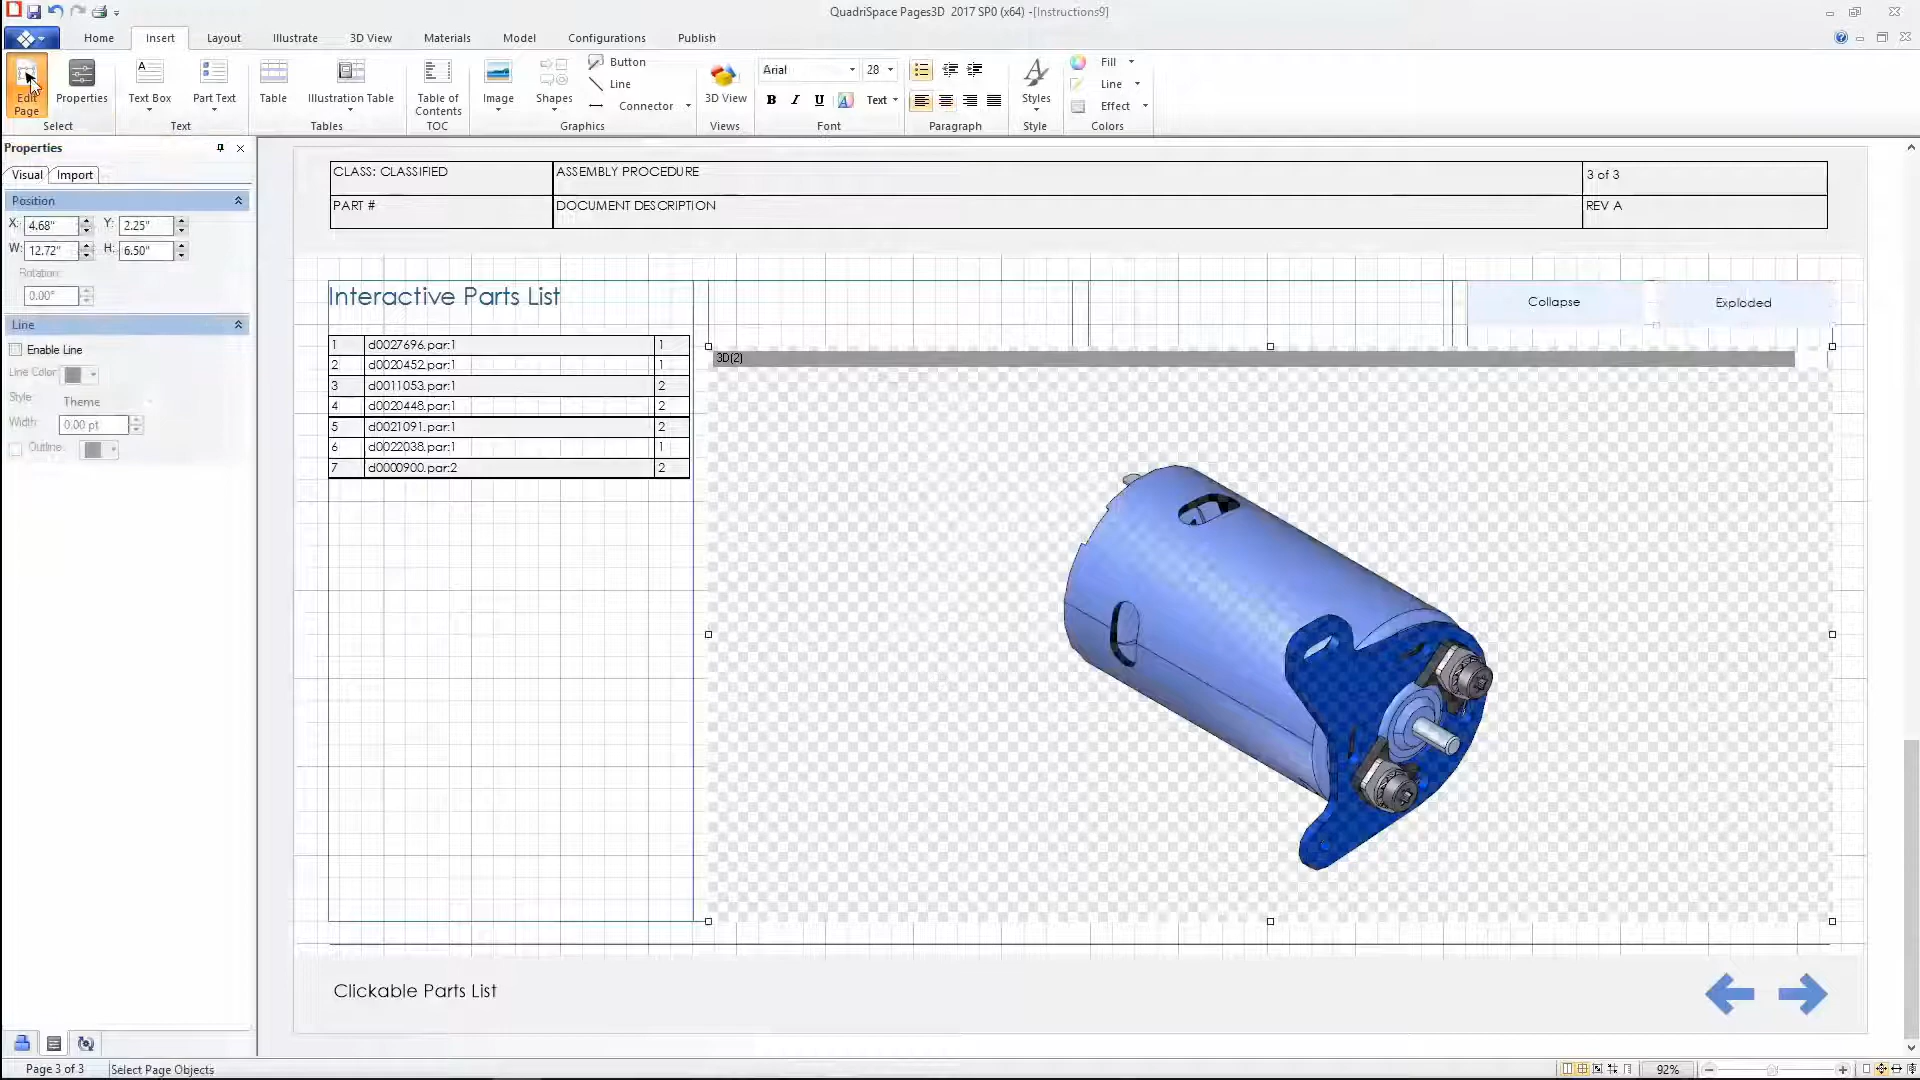 QuadriSpace Pages3D 2017 SP0 (x64) -[Instructions9]
Home Insert Layout Illustrate 3D View Materials Model Configurations Publish
Edit Page
Properties
Text Box
Part Text
Table
Illustration Table
Table of Contents
Image
Shapes
Button
Line
Connector
3D View
Arial
28
B I U A Text
Styles
Fill
Line
Effect
Select Text Tables TOC Graphics Views Font Paragraph Style Colors
Properties
Visual Import
Position
X: 4.68" Y: 2.25"
W: 12.72" H: 6.50"
Rotation:
0.00°
Line
Enable Line
Line Color:
Style: Theme
Width: 0.00 pt
Outline:
CLASS: CLASSIFIED ASSEMBLY PROCEDURE 3 of 3
PART # DOCUMENT DESCRIPTION REV A
Interactive Parts List
Collapse Exploded
3D(2)
1 d0027696.par:1 1
2 d0020452.par:1 1
3 d0011053.par:1 2
4 d0020448.par:1 2
5 d0021091.par:1 2
6 d0022038.par:1 1
7 d0000900.par:2 2
Clickable Parts List
Page 3 of 3 Select Page Objects 92%